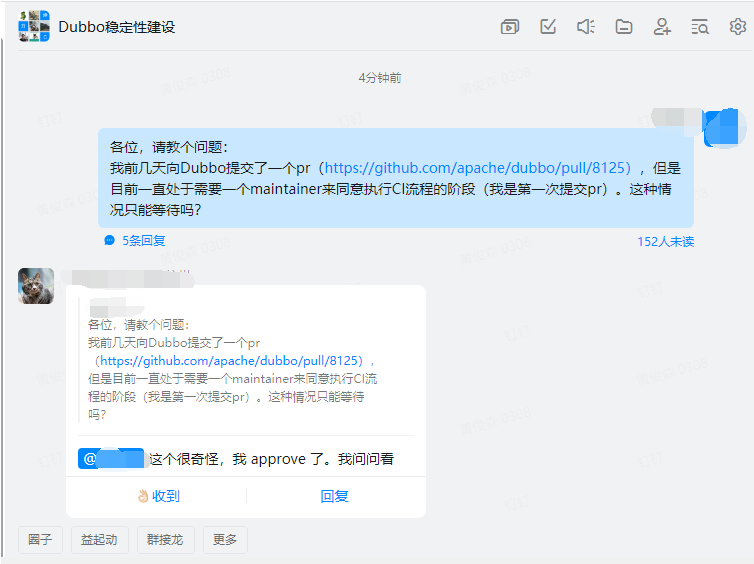 Dubbo稳定性建设
4分钟前
各位，请教个问题：
我前几天向Dubbo提交了一个pr（https://github.com/apache/dubbo/pull/8125），但是
目前一直处于需要一个maintainer来同意执行CI流程的阶段（我是第一次提交pr）。这种情
况只能等待吗？
5条回复
152人未读
各位，请教个问题：
我前几天向Dubbo提交了一个pr
（https://github.com/apache/dubbo/pull/8125），
但是目前一直处于需要一个maintainer来同意执行CI流
程的阶段（我是第一次提交pr）。这种情况只能等待
吗？
@ 这个很奇怪，我 approve 了。我问问看
👌收到
回复
圈子
益起动
群接龙
更多